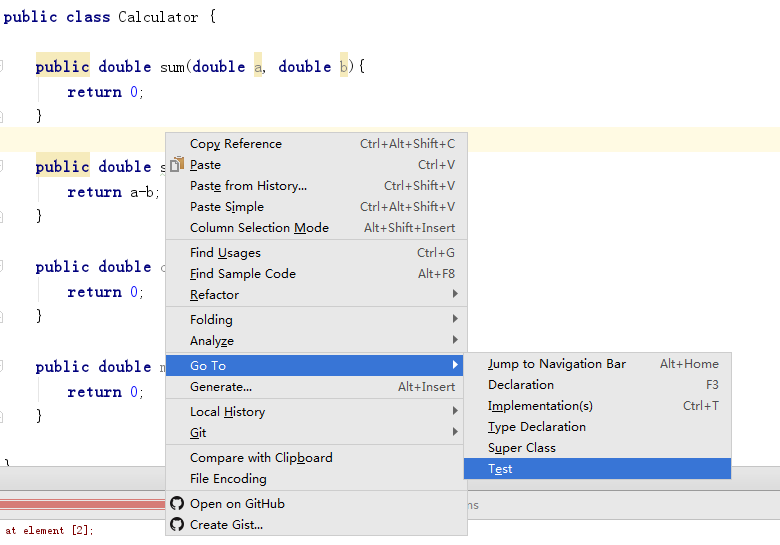 public class Calculator {
public double sum(double a, double b){
return 0;
}
public double s
return a-b;
}
public double
return 0;
}
public double m
return 0;
}
Copy Reference Ctrl+Alt+Shift+C
Paste Ctrl+V
Paste from History... Ctrl+Shift+V
Paste Simple Ctrl+Alt+Shift+V
Column Selection Mode Alt+Shift+Insert
Find Usages Ctrl+G
Find Sample Code Alt+F8
Refactor
Folding
Analyze
Go To
Generate... Alt+Insert
Local History
Git
Compare with Clipboard
File Encoding
Open on GitHub
Create Gist...
Jump to Navigation Bar Alt+Home
Declaration F3
Implementation(s) Ctrl+T
Type Declaration
Super Class
Test
}
ms
at element [2];